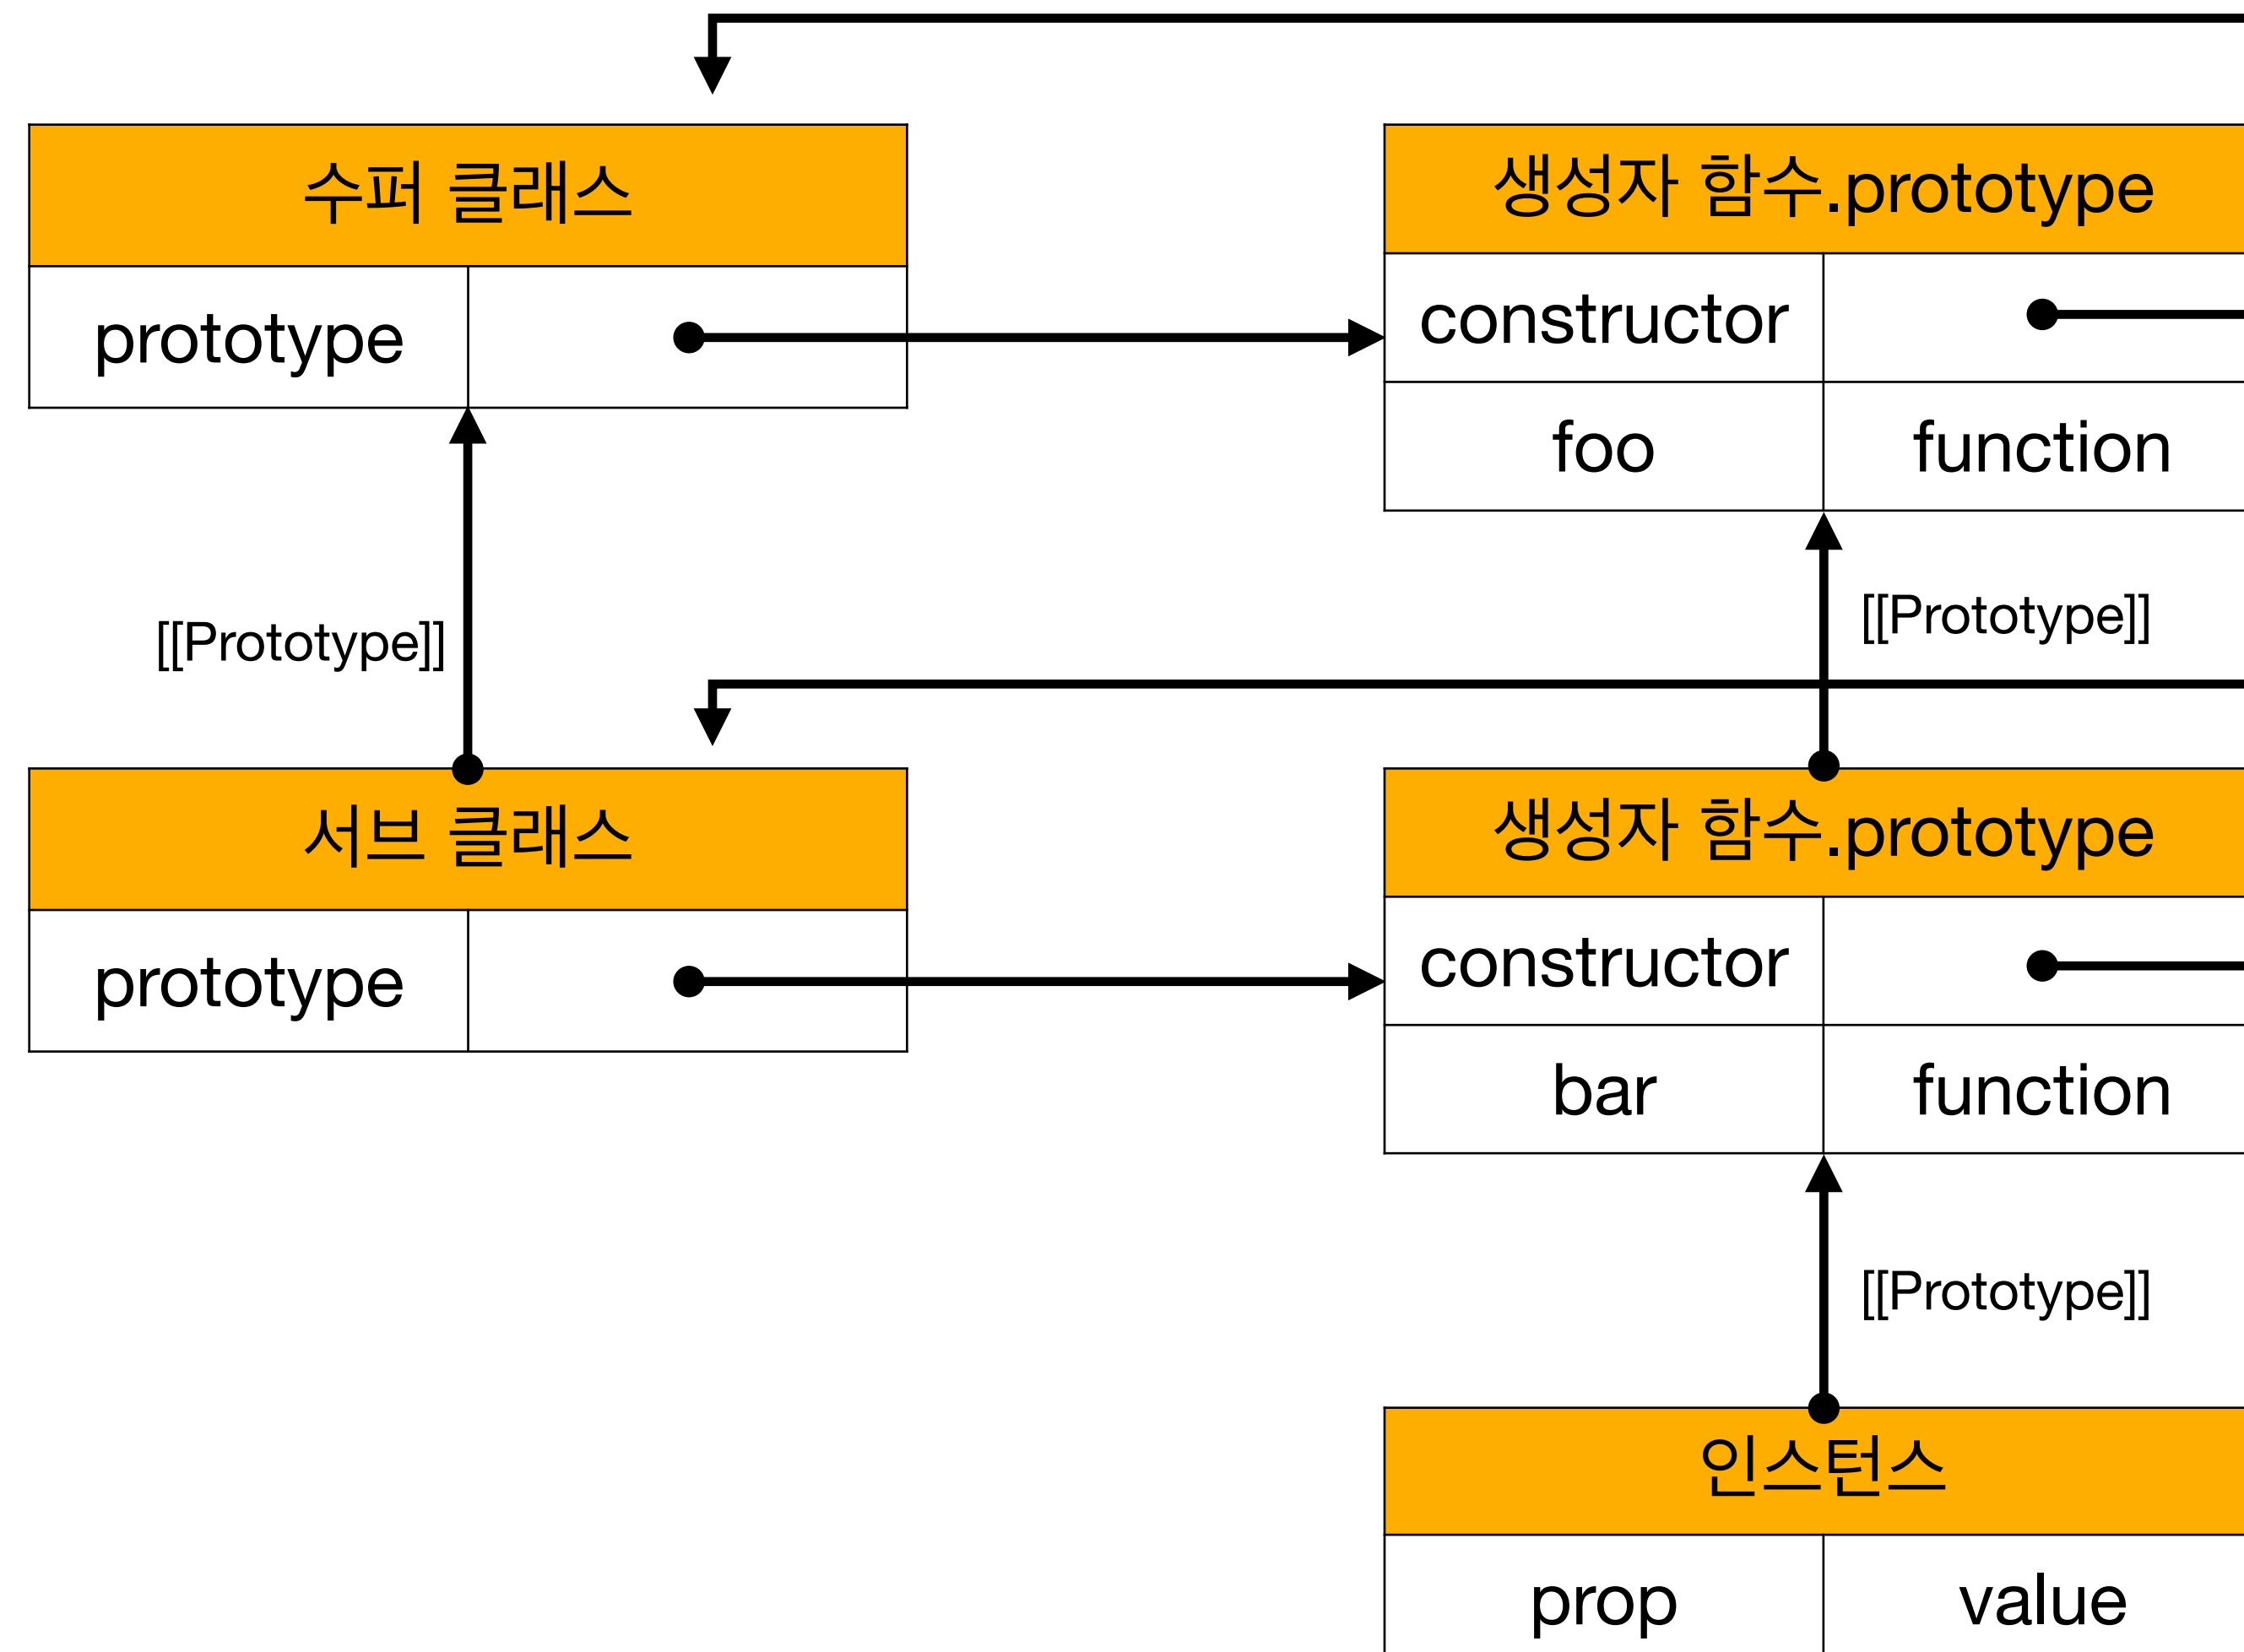 수퍼 클래스
prototype
생성자 함수.prototype
constructor
foo function
[[Prototype]]
[[Prototype]]
서브 클래스
prototype
생성자 함수.prototype
constructor
bar function
[[Prototype]]
인스턴스
prop value